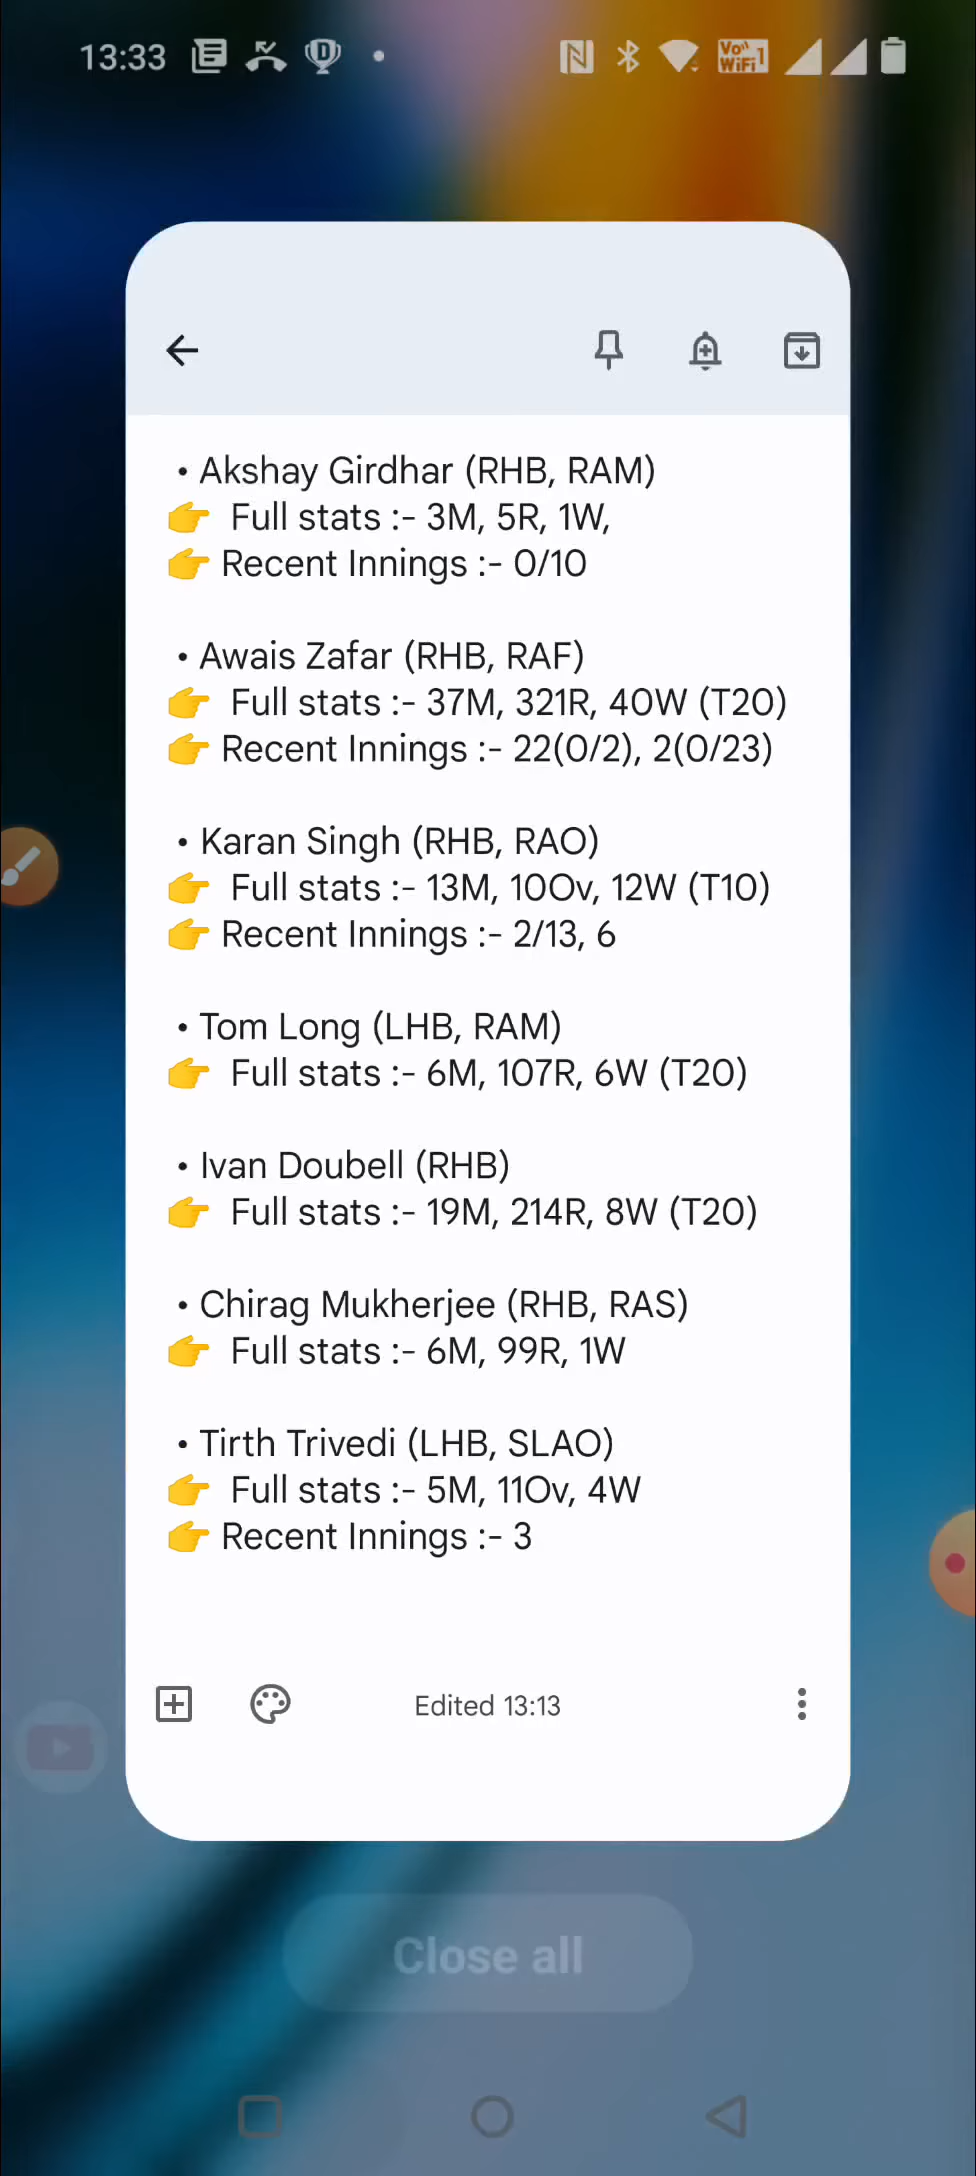 13:33
Vo)) 1
WiFi
• Akshay Girdhar (RHB, RAM)
👉 Full stats :- 3M, 5R, 1W,
👉 Recent Innings :- 0/10
• Awais Zafar (RHB, RAF)
👉 Full stats :- 37M, 321R, 40W (T20)
👉 Recent Innings :- 22(0/2), 2(0/23)
• Karan Singh (RHB, RAO)
👉 Full stats :- 13M, 10Ov, 12W (T10)
👉 Recent Innings :- 2/13, 6
• Tom Long (LHB, RAM)
👉 Full stats :- 6M, 107R, 6W (T20)
• Ivan Doubell (RHB)
👉 Full stats :- 19M, 214R, 8W (T20)
• Chirag Mukherjee (RHB, RAS)
👉 Full stats :- 6M, 99R, 1W
• Tirth Trivedi (LHB, SLAO)
👉 Full stats :- 5M, 11Ov, 4W
👉 Recent Innings :- 3
Edited 13:13
Close all